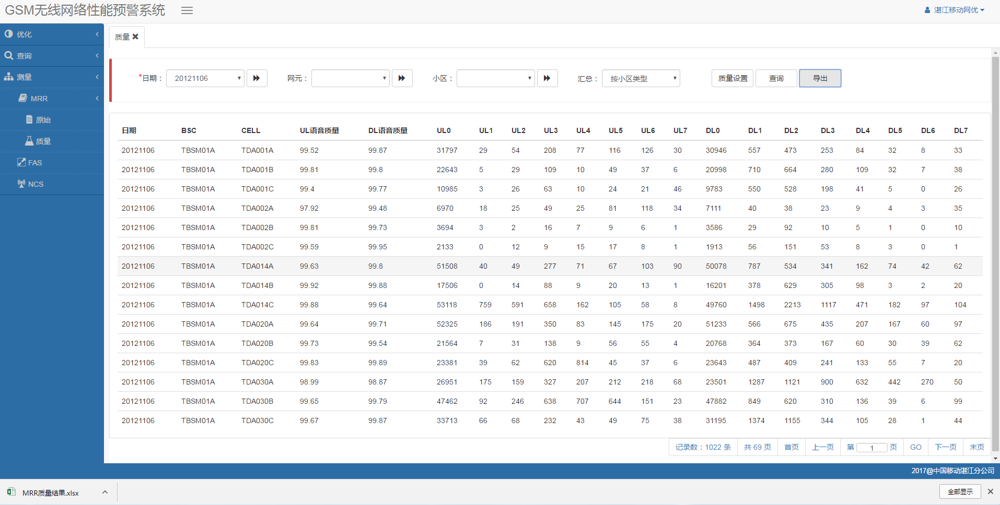 GSM无线网络性能预警系统 湛江移动网优
优化
查询
测量
MRR
原始
质量
FAS
NCS
质量
*日期： 20121106 网元： 小区： 汇总： 按小区类型 质量设置 查询 导出
日期 BSC CELL UL语音质量 DL语音质量 UL0 UL1 UL2 UL3 UL4 UL5 UL6 UL7 DL0 DL1 DL2 DL3 DL4 DL5 DL6 DL7
20121106 TBSM01A TDA001A 99.52 99.87 31797 29 54 208 77 116 126 30 30946 557 473 253 84 32 8 33
20121106 TBSM01A TDA001B 99.81 99.8 22643 5 29 109 10 49 37 6 20998 710 664 280 109 32 7 38
20121106 TBSM01A TDA001C 99.4 99.77 10985 3 26 63 10 24 21 46 9783 550 528 198 41 5 0 26
20121106 TBSM01A TDA002A 97.92 99.48 6970 18 25 49 25 81 118 34 7111 40 38 23 9 4 3 35
20121106 TBSM01A TDA002B 99.81 99.73 3694 3 2 16 7 9 6 1 3586 29 92 10 5 1 0 10
20121106 TBSM01A TDA002C 99.59 99.95 2133 0 12 9 15 17 8 1 1913 56 151 53 8 3 0 1
20121106 TBSM01A TDA014A 99.63 99.8 51508 40 49 277 71 67 103 90 50078 787 534 341 162 74 42 62
20121106 TBSM01A TDA014B 99.92 99.88 17506 0 14 88 9 20 13 1 16201 378 629 305 98 3 2 20
20121106 TBSM01A TDA014C 99.88 99.64 53118 759 591 658 162 105 58 8 49760 1498 2213 1117 471 182 97 104
20121106 TBSM01A TDA020A 99.64 99.71 52325 186 191 350 83 145 175 20 51233 566 675 435 207 167 60 97
20121106 TBSM01A TDA020B 99.73 99.54 21564 7 31 138 9 56 55 4 20768 364 373 167 60 30 39 62
20121106 TBSM01A TDA020C 99.83 99.89 23381 39 62 620 814 45 37 6 23643 487 409 241 133 55 7 20
20121106 TBSM01A TDA030A 98.99 98.87 26951 175 159 327 207 212 218 68 23501 1287 1121 900 632 442 270 50
20121106 TBSM01A TDA030B 99.65 99.79 47462 92 246 638 707 644 151 23 47882 849 620 310 136 39 6 99
20121106 TBSM01A TDA030C 99.67 99.87 33713 66 68 232 43 49 75 38 31195 1374 1155 344 105 28 1 44
记录数：1022 条 共 69 页 首页 上一页 第 1 页 GO 下一页 末页
2017@中国移动湛江分公司
MRR质量结果.xlsx 全部显示